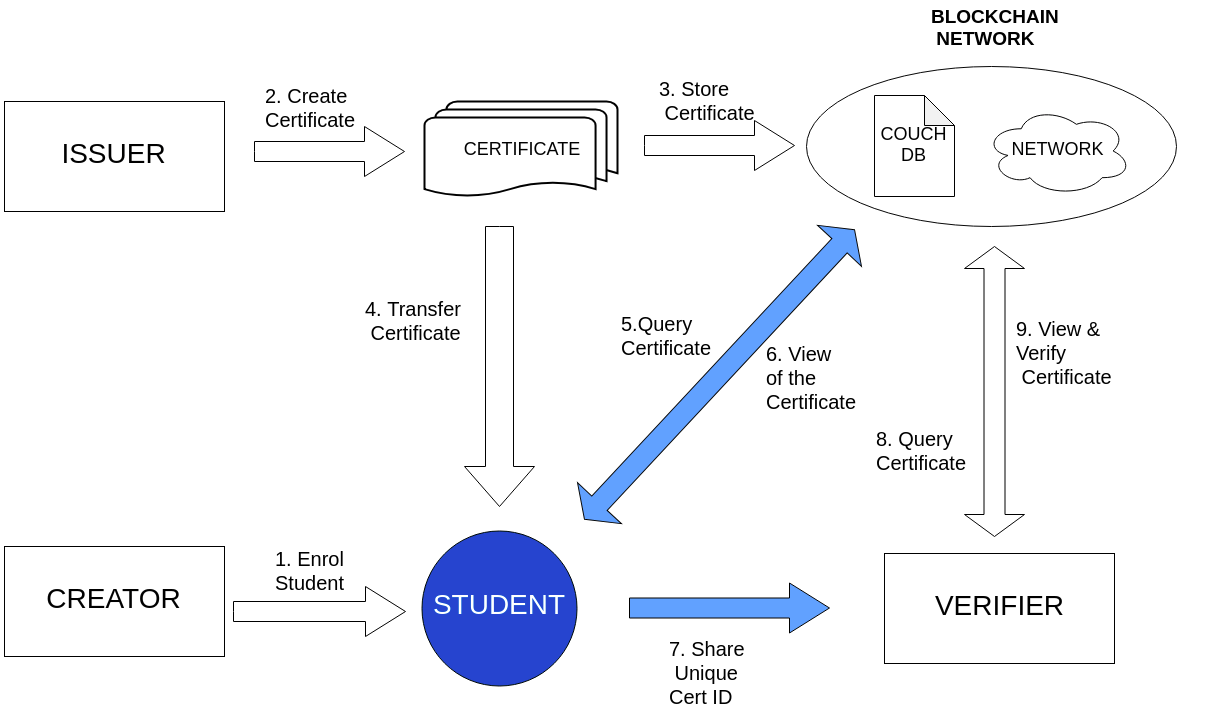 BLOCKCHAIN
NETWORK
2. Create
Certificate
3. Store
Certificate
ISSUER
CERTIFICATE
COUCH
DB
NETWORK
4. Transfer
Certificate
5.Query
Certificate
6. View
of the
Certificate
9. View &
Verify
Certificate
8. Query
Certificate
1. Enrol
Student
CREATOR
STUDENT
VERIFIER
7. Share
Unique
Cert ID